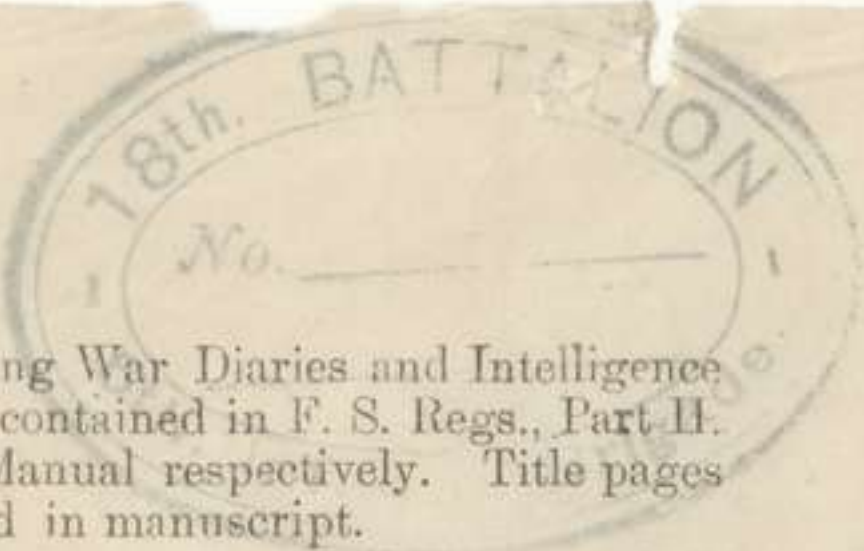 18th. BATTALION
No.
ng War Diaries and Intelligence
contained in F. S. Regs., Part II.
Manual respectively. Title pages
d in manuscript.